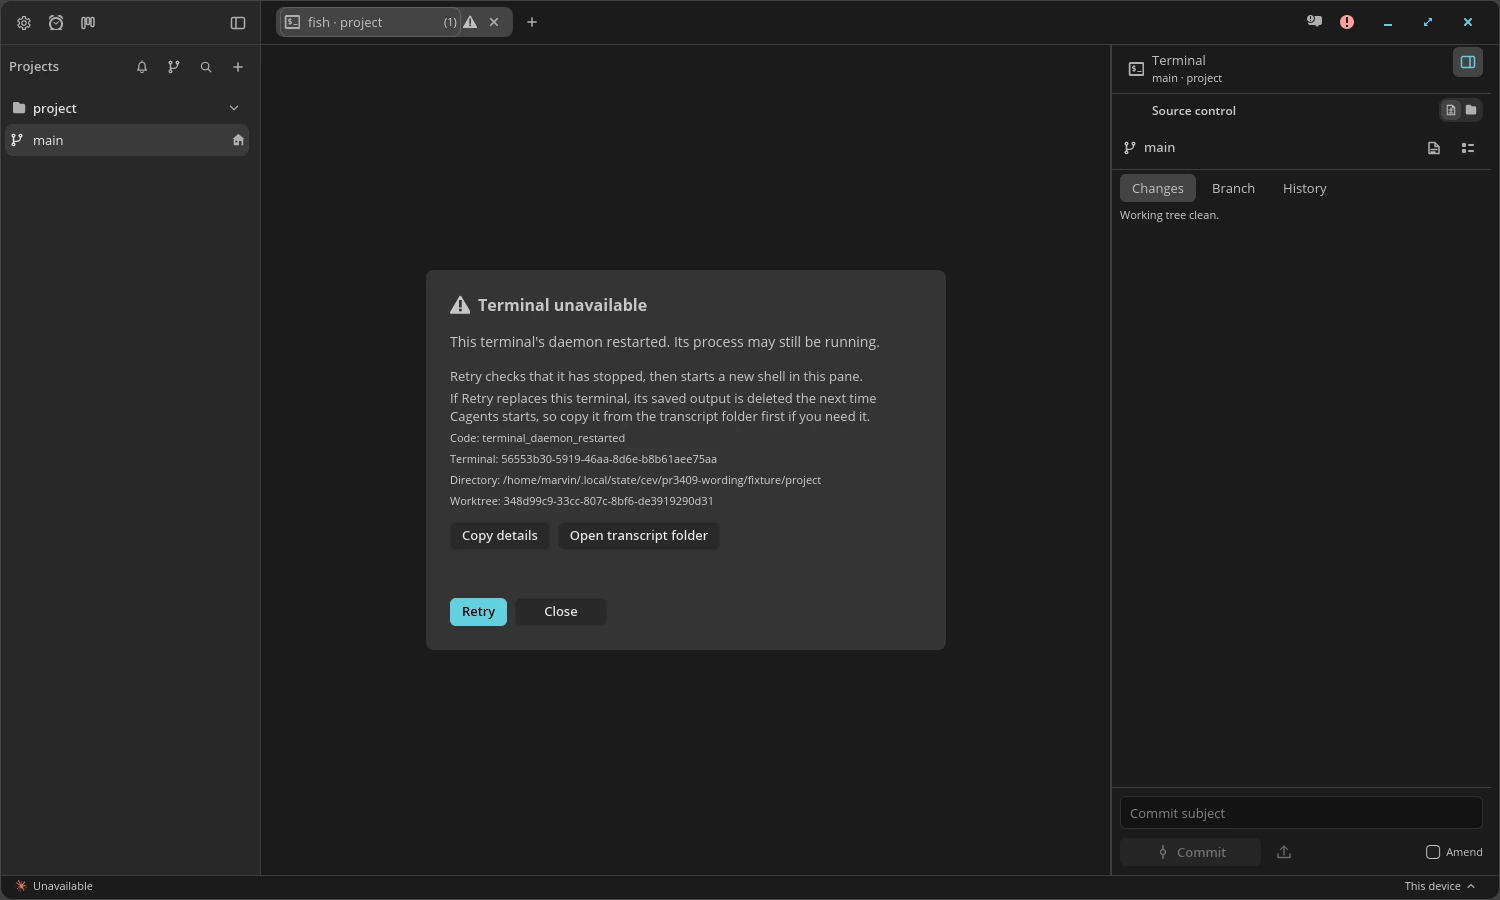 fish · project (1)
Projects
project
main
Terminal unavailable
This terminal's daemon restarted. Its process may still be running.
Retry checks that it has stopped, then starts a new shell in this pane.
If Retry replaces this terminal, its saved output is deleted the next time
Cagents starts, so copy it from the transcript folder first if you need it.
Code: terminal_daemon_restarted
Terminal: 56553b30-5919-46aa-8d6e-b8b61aee75aa
Directory: /home/marvin/.local/state/cev/pr3409-wording/fixture/project
Worktree: 348d99c9-33cc-807c-8bf6-de3919290d31
Copy details Open transcript folder
Retry Close
Terminal
main · project
Source control
main
Changes Branch History
Working tree clean.
Commit subject
Commit Amend
Unavailable
This device